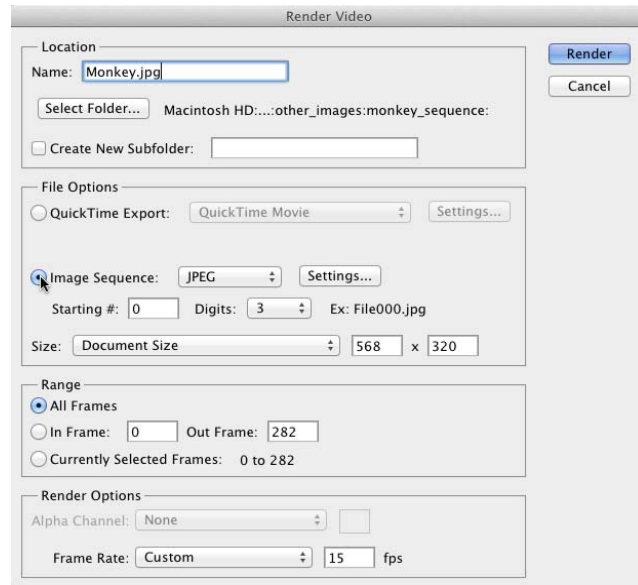 Render Video
Location
Name: Monkey.jpg
Render
Cancel
Select Folder... Macintosh HD:...:other_images:monkey_sequence:
Create New Subfolder:
File Options
QuickTime Export: QuickTime Movie Settings...
Image Sequence: JPEG Settings...
Starting #: 0 Digits: 3 Ex: File000.jpg
Size: Document Size 568 x 320
Range
All Frames
In Frame: 0 Out Frame: 282
Currently Selected Frames: 0 to 282
Render Options
Alpha Channel: None
Frame Rate: Custom 15 fps